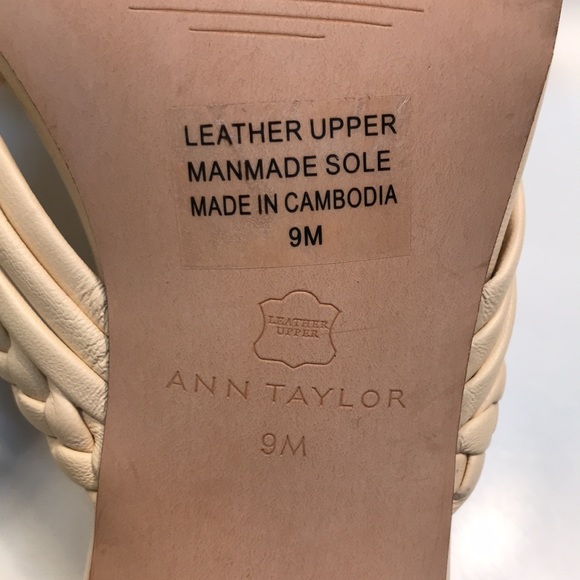 LEATHER UPPER
MANMADE SOLE
MADE IN CAMBODIA
9M
LEATHER
UPPER
ANN TAYLOR
9M